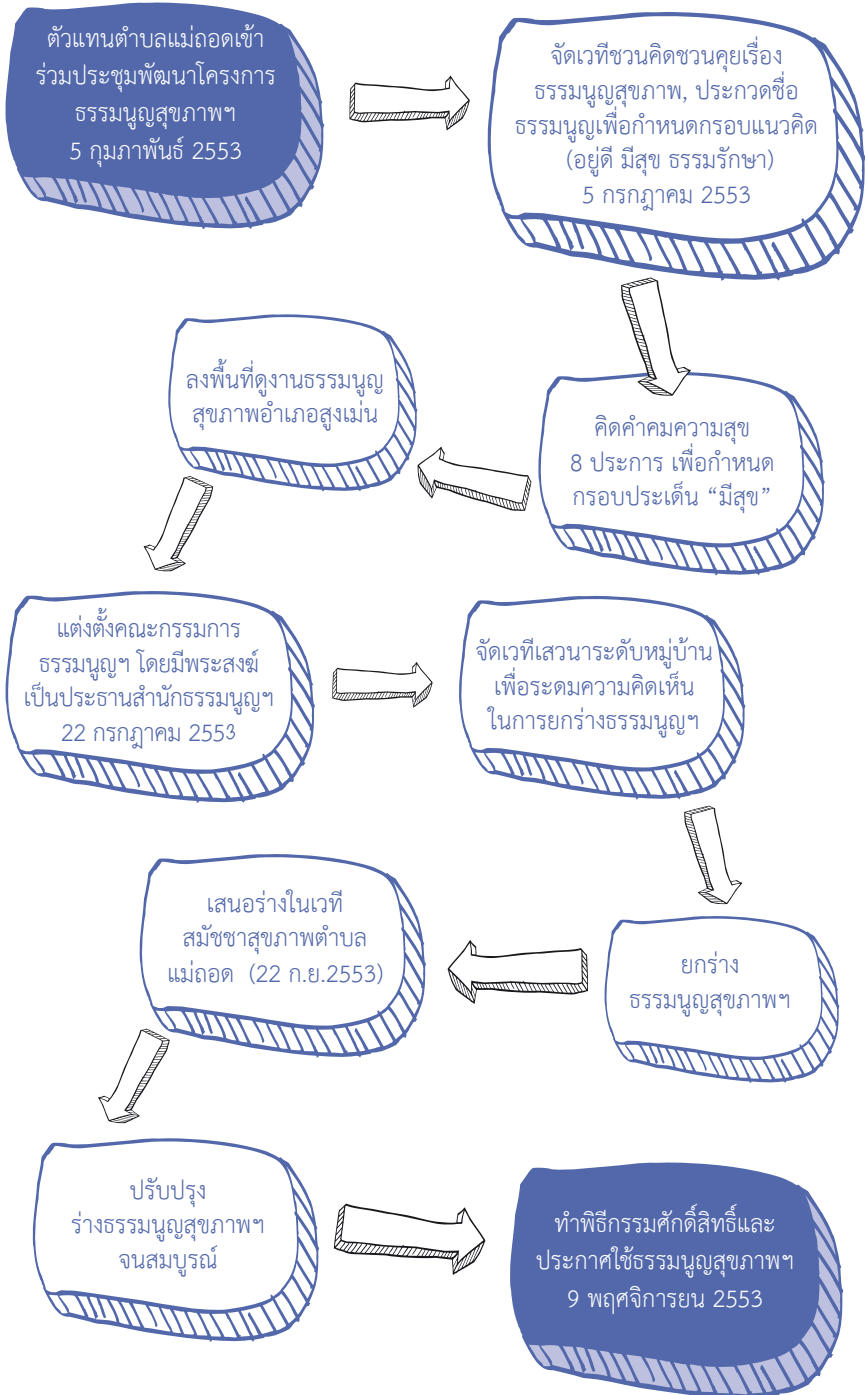 ตัวแทนตำบลแม่ถอดเข้า
ร่วมประชุมพัฒนาโครงการ
ธรรมนูญสุขภาพฯ
5 กุมภาพันธ์ 2553
จัดเวทีชวนคิดชวนคุยเรื่อง
ธรรมนูญสุขภาพ, ประกวดชื่อ
ธรรมนูญเพื่อกำหนดกรอบแนวคิด
(อยู่ดี มีสุข ธรรมรักษา)
5 กรกฎาคม 2553
คิดคำคมความสุข
8 ประการ เพื่อกำหนด
กรอบประเด็น “มีสุข”
ลงพื้นที่ดูงานธรรมนูญ
สุขภาพอำเภอสูงเม่น
แต่งตั้งคณะกรรมการ
ธรรมนูญฯ โดยมีพระสงฆ์
เป็นประธานสำนักธรรมนูญฯ
22 กรกฎาคม 2553
จัดเวทีเสวนาระดับหมู่บ้าน
เพื่อระดมความคิดเห็น
ในการยกร่างธรรมนูญฯ
ยกร่าง
ธรรมนูญสุขภาพฯ
เสนอร่างในเวที
สมัชชาสุขภาพตำบล
แม่ถอด (22 ก.ย.2553)
ปรับปรุง
ร่างธรรมนูญสุขภาพฯ
จนสมบูรณ์
ทำพิธีกรรมศักดิ์สิทธิ์และ
ประกาศใช้ธรรมนูญสุขภาพฯ
9 พฤศจิการยน 2553